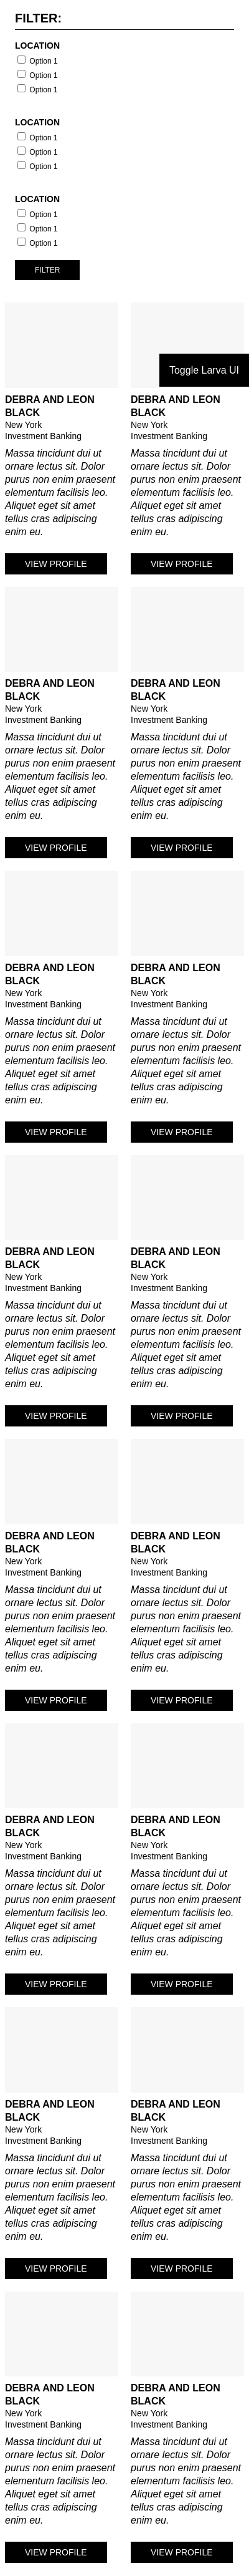 FILTER:
LOCATION
Option 1
Option 1
Option 1
LOCATION
Option 1
Option 1
Option 1
LOCATION
Option 1
Option 1
Option 1
FILTER
Toggle Larva UI
DEBRA AND LEON
BLACK
New York
Investment Banking
Massa tincidunt dui ut
ornare lectus sit. Dolor
purus non enim praesent
elementum facilisis leo.
Aliquet eget sit amet
tellus cras adipiscing
enim eu.
VIEW PROFILE
DEBRA AND LEON
BLACK
New York
Investment Banking
Massa tincidunt dui ut
ornare lectus sit. Dolor
purus non enim praesent
elementum facilisis leo.
Aliquet eget sit amet
tellus cras adipiscing
enim eu.
VIEW PROFILE
DEBRA AND LEON
BLACK
New York
Investment Banking
Massa tincidunt dui ut
ornare lectus sit. Dolor
purus non enim praesent
elementum facilisis leo.
Aliquet eget sit amet
tellus cras adipiscing
enim eu.
VIEW PROFILE
DEBRA AND LEON
BLACK
New York
Investment Banking
Massa tincidunt dui ut
ornare lectus sit. Dolor
purus non enim praesent
elementum facilisis leo.
Aliquet eget sit amet
tellus cras adipiscing
enim eu.
VIEW PROFILE
DEBRA AND LEON
BLACK
New York
Investment Banking
Massa tincidunt dui ut
ornare lectus sit. Dolor
purus non enim praesent
elementum facilisis leo.
Aliquet eget sit amet
tellus cras adipiscing
enim eu.
VIEW PROFILE
DEBRA AND LEON
BLACK
New York
Investment Banking
Massa tincidunt dui ut
ornare lectus sit. Dolor
purus non enim praesent
elementum facilisis leo.
Aliquet eget sit amet
tellus cras adipiscing
enim eu.
VIEW PROFILE
DEBRA AND LEON
BLACK
New York
Investment Banking
Massa tincidunt dui ut
ornare lectus sit. Dolor
purus non enim praesent
elementum facilisis leo.
Aliquet eget sit amet
tellus cras adipiscing
enim eu.
VIEW PROFILE
DEBRA AND LEON
BLACK
New York
Investment Banking
Massa tincidunt dui ut
ornare lectus sit. Dolor
purus non enim praesent
elementum facilisis leo.
Aliquet eget sit amet
tellus cras adipiscing
enim eu.
VIEW PROFILE
DEBRA AND LEON
BLACK
New York
Investment Banking
Massa tincidunt dui ut
ornare lectus sit. Dolor
purus non enim praesent
elementum facilisis leo.
Aliquet eget sit amet
tellus cras adipiscing
enim eu.
VIEW PROFILE
DEBRA AND LEON
BLACK
New York
Investment Banking
Massa tincidunt dui ut
ornare lectus sit. Dolor
purus non enim praesent
elementum facilisis leo.
Aliquet eget sit amet
tellus cras adipiscing
enim eu.
VIEW PROFILE
DEBRA AND LEON
BLACK
New York
Investment Banking
Massa tincidunt dui ut
ornare lectus sit. Dolor
purus non enim praesent
elementum facilisis leo.
Aliquet eget sit amet
tellus cras adipiscing
enim eu.
VIEW PROFILE
DEBRA AND LEON
BLACK
New York
Investment Banking
Massa tincidunt dui ut
ornare lectus sit. Dolor
purus non enim praesent
elementum facilisis leo.
Aliquet eget sit amet
tellus cras adipiscing
enim eu.
VIEW PROFILE
DEBRA AND LEON
BLACK
New York
Investment Banking
Massa tincidunt dui ut
ornare lectus sit. Dolor
purus non enim praesent
elementum facilisis leo.
Aliquet eget sit amet
tellus cras adipiscing
enim eu.
VIEW PROFILE
DEBRA AND LEON
BLACK
New York
Investment Banking
Massa tincidunt dui ut
ornare lectus sit. Dolor
purus non enim praesent
elementum facilisis leo.
Aliquet eget sit amet
tellus cras adipiscing
enim eu.
VIEW PROFILE
DEBRA AND LEON
BLACK
New York
Investment Banking
Massa tincidunt dui ut
ornare lectus sit. Dolor
purus non enim praesent
elementum facilisis leo.
Aliquet eget sit amet
tellus cras adipiscing
enim eu.
VIEW PROFILE
DEBRA AND LEON
BLACK
New York
Investment Banking
Massa tincidunt dui ut
ornare lectus sit. Dolor
purus non enim praesent
elementum facilisis leo.
Aliquet eget sit amet
tellus cras adipiscing
enim eu.
VIEW PROFILE